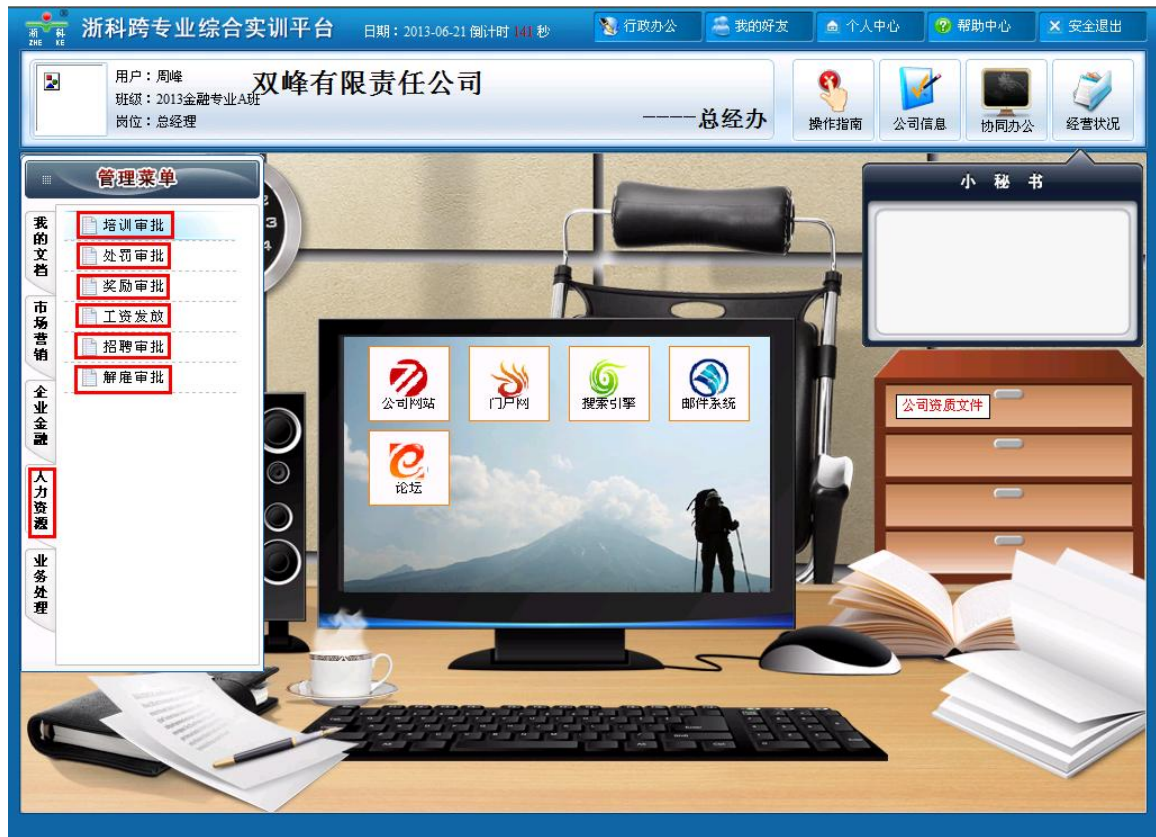 浙科
ZHE KE
浙科跨专业综合实训平台
日期：2013-06-21 倒计时 141 秒
行政办公
我的好友
个人中心
帮助中心
安全退出
用户：周峰
班级：2013金融专业A班
岗位：总经理
双峰有限责任公司
----总经办
操作指南
公司信息
协同办公
经营状况
管理菜单
我的文档
市场营销
企业金融
人力资源
业务处理
培训审批
处罚审批
奖励审批
工资发放
招聘审批
解雇审批
3
4
公司网站
门户网
搜索引擎
邮件系统
论坛
小秘书
公司资质文件